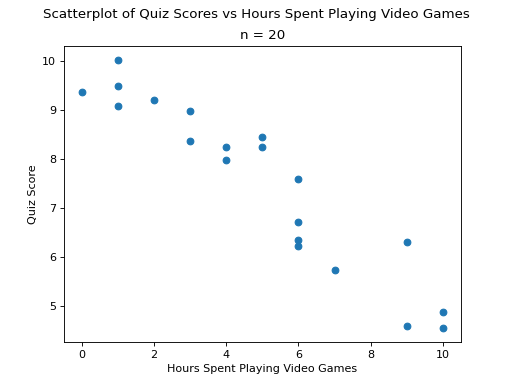 Scatterplot of Quiz Scores vs Hours Spent Playing Video Games
n = 20
10
9
8
7
6
5
Quiz Score
0 2 4 6 8 10
Hours Spent Playing Video Games